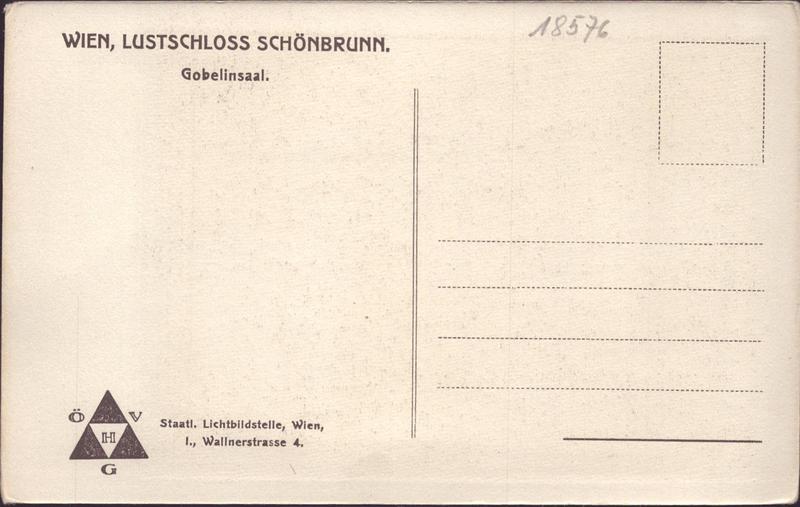 18576
WIEN, LUSTSCHLOSS SCHÖNBRUNN.
Gobelinsaal.
Ö V
H
G
Staatl. Lichtbildstelle, Wien,
I., Wallnerstrasse 4.